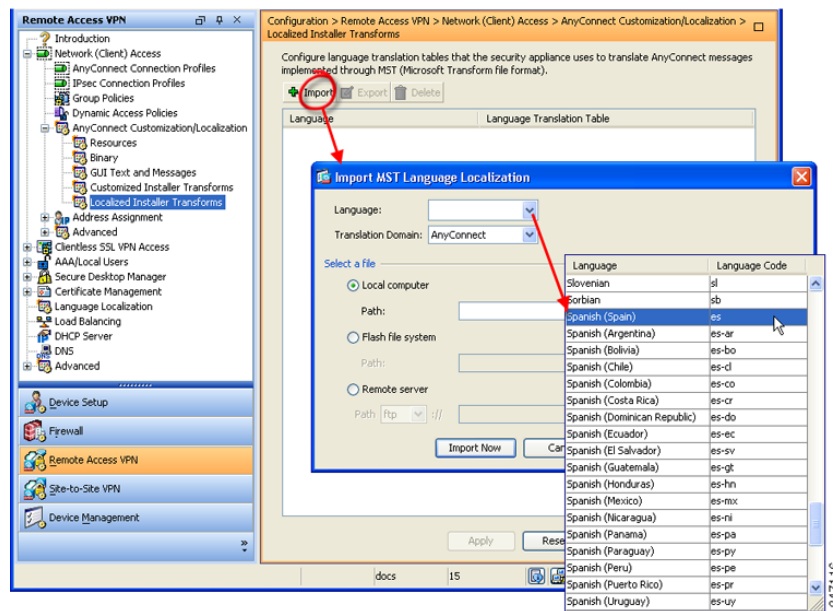 Remote Access VPN
Introduction
Network (Client) Access
AnyConnect Connection Profiles
IPsec Connection Profiles
Group Policies
Dynamic Access Policies
AnyConnect Customization/Localization
Resources
Binary
GUI Text and Messages
Customized Installer Transforms
Localized Installer Transforms
Address Assignment
Advanced
Clientless SSL VPN Access
AAA/Local Users
Secure Desktop Manager
Certificate Management
Language Localization
Load Balancing
DHCP Server
DNS
Advanced
Device Setup
Firewall
Remote Access VPN
Site-to-Site VPN
Device Management
Configuration > Remote Access VPN > Network (Client) Access > AnyConnect Customization/Localization >
Localized Installer Transforms
Configure language translation tables that the security appliance uses to translate AnyConnect messages
implemented through MST (Microsoft Transform file format).
Import Export Delete
Language Language Translation Table
Import MST Language Localization
Language:
Translation Domain: AnyConnect
Select a file
Local computer
Path:
Flash file system
Path:
Remote server
Path ftp ://
Import Now Can
Language Language Code
Slovenian sl
Sorbian sb
Spanish (Spain) es
Spanish (Argentina) es-ar
Spanish (Bolivia) es-bo
Spanish (Chile) es-cl
Spanish (Colombia) es-co
Spanish (Costa Rica) es-cr
Spanish (Dominican Republic) es-do
Spanish (Ecuador) es-ec
Spanish (El Salvador) es-sv
Spanish (Guatemala) es-gt
Spanish (Honduras) es-hn
Spanish (Mexico) es-mx
Spanish (Nicaragua) es-ni
Spanish (Panama) es-pa
Spanish (Paraguay) es-py
Spanish (Peru) es-pe
Spanish (Puerto Rico) es-pr
Spanish (Uruguay) es-uy
Apply Rese
docs 15